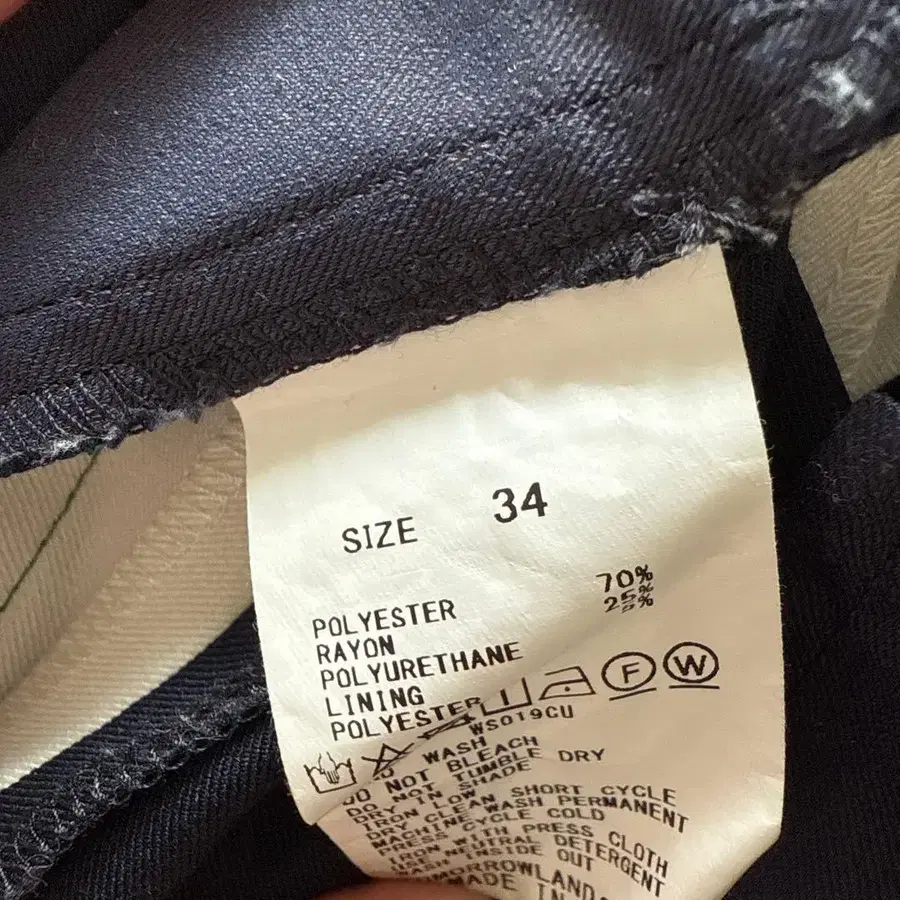 SIZE 34
POLYESTER 70%
RAYON 25%
POLYURETHANE
LINING
POLYESTER
F W
WS019CU
WASH
DO NOT BLEACH
DO NOT TUMBLE DRY
DRY IN SHADE
IRON LOW
DRY CLEAN SHORT CYCLE
MACHINE WASH PERMANENT
PRESS CYCLE COLD
IRON WITH PRESS CLOTH
USE NEUTRAL DETERGENT
WASH INSIDE OUT
TOMORROWLAND
MADE IN